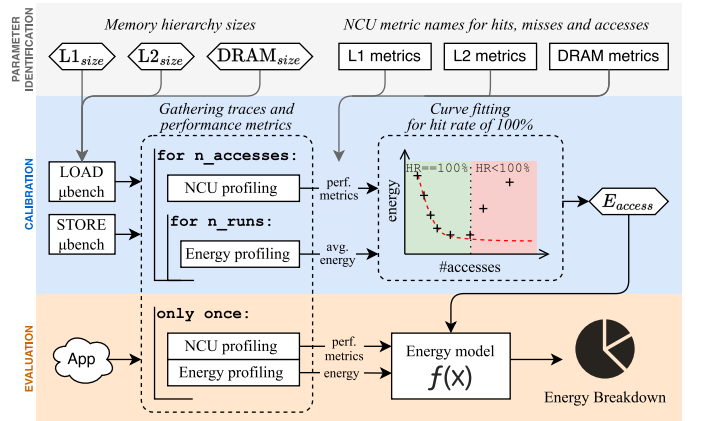 PARAMETER
IDENTIFICATION
Memory hierarchy sizes
NCU metric names for hits, misses and accesses
L1size
L2size
DRAMsize
L1 metrics
L2 metrics
DRAM metrics
CALIBRATION
Gathering traces and
performance metrics
Curve fitting
for hit rate of 100%
LOAD
μbench
STORE
μbench
for n_accesses:
NCU profiling
for n_runs:
Energy profiling
perf.
metrics
avg.
energy
HR==100%
HR<100%
energy
#accesses
Eaccess
EVALUATION
App
only once:
NCU profiling
Energy profiling
perf.
metrics
energy
Energy model
f(x)
Energy Breakdown